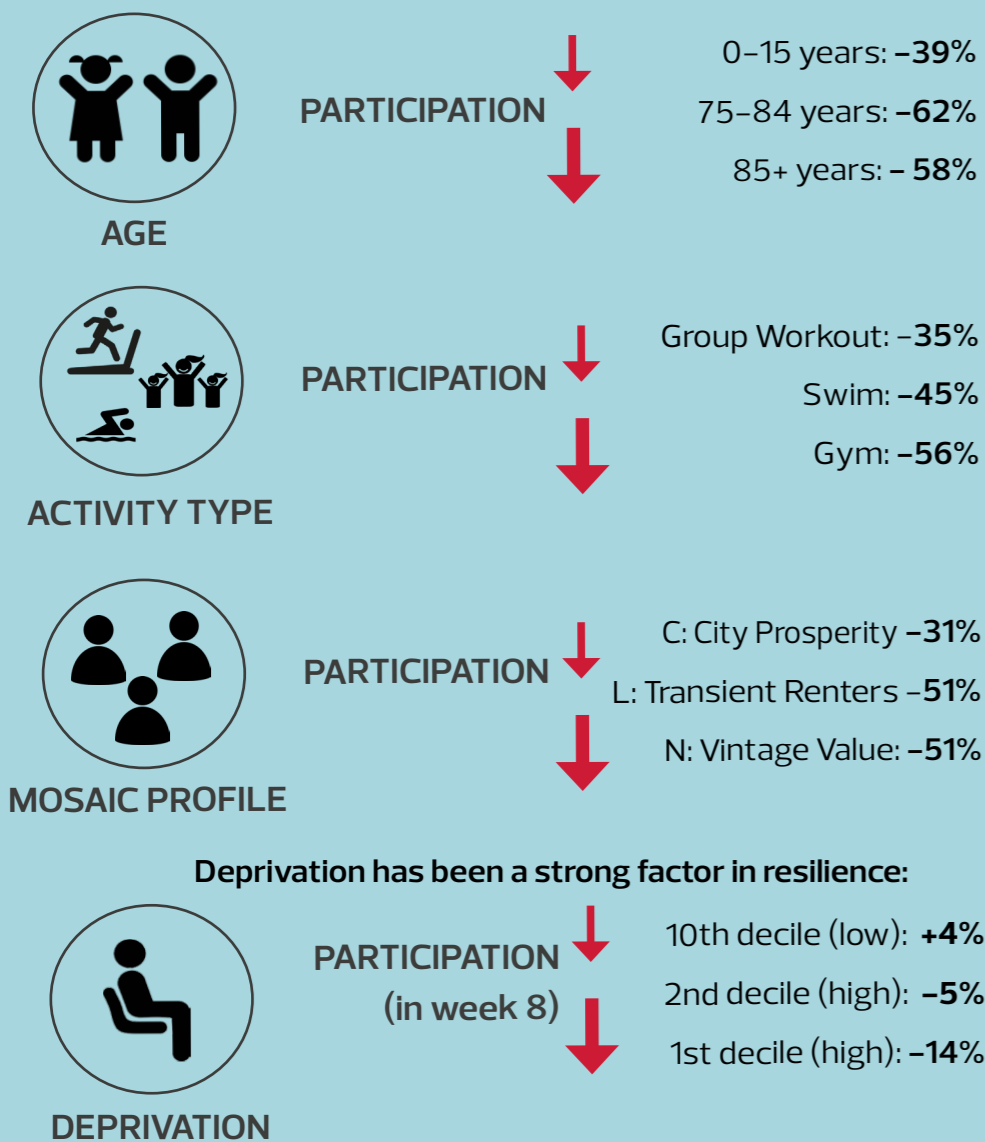 PARTICIPATION
0-15 years: -39%
75-84 years: -62%
85+ years: - 58%
AGE
PARTICIPATION
Group Workout: -35%
Swim: -45%
Gym: -56%
ACTIVITY TYPE
PARTICIPATION
C: City Prosperity -31%
L: Transient Renters -51%
N: Vintage Value: -51%
MOSAIC PROFILE
Deprivation has been a strong factor in resilience:
PARTICIPATION
(in week 8)
10th decile (low): +4%
2nd decile (high): -5%
1st decile (high): -14%
DEPRIVATION